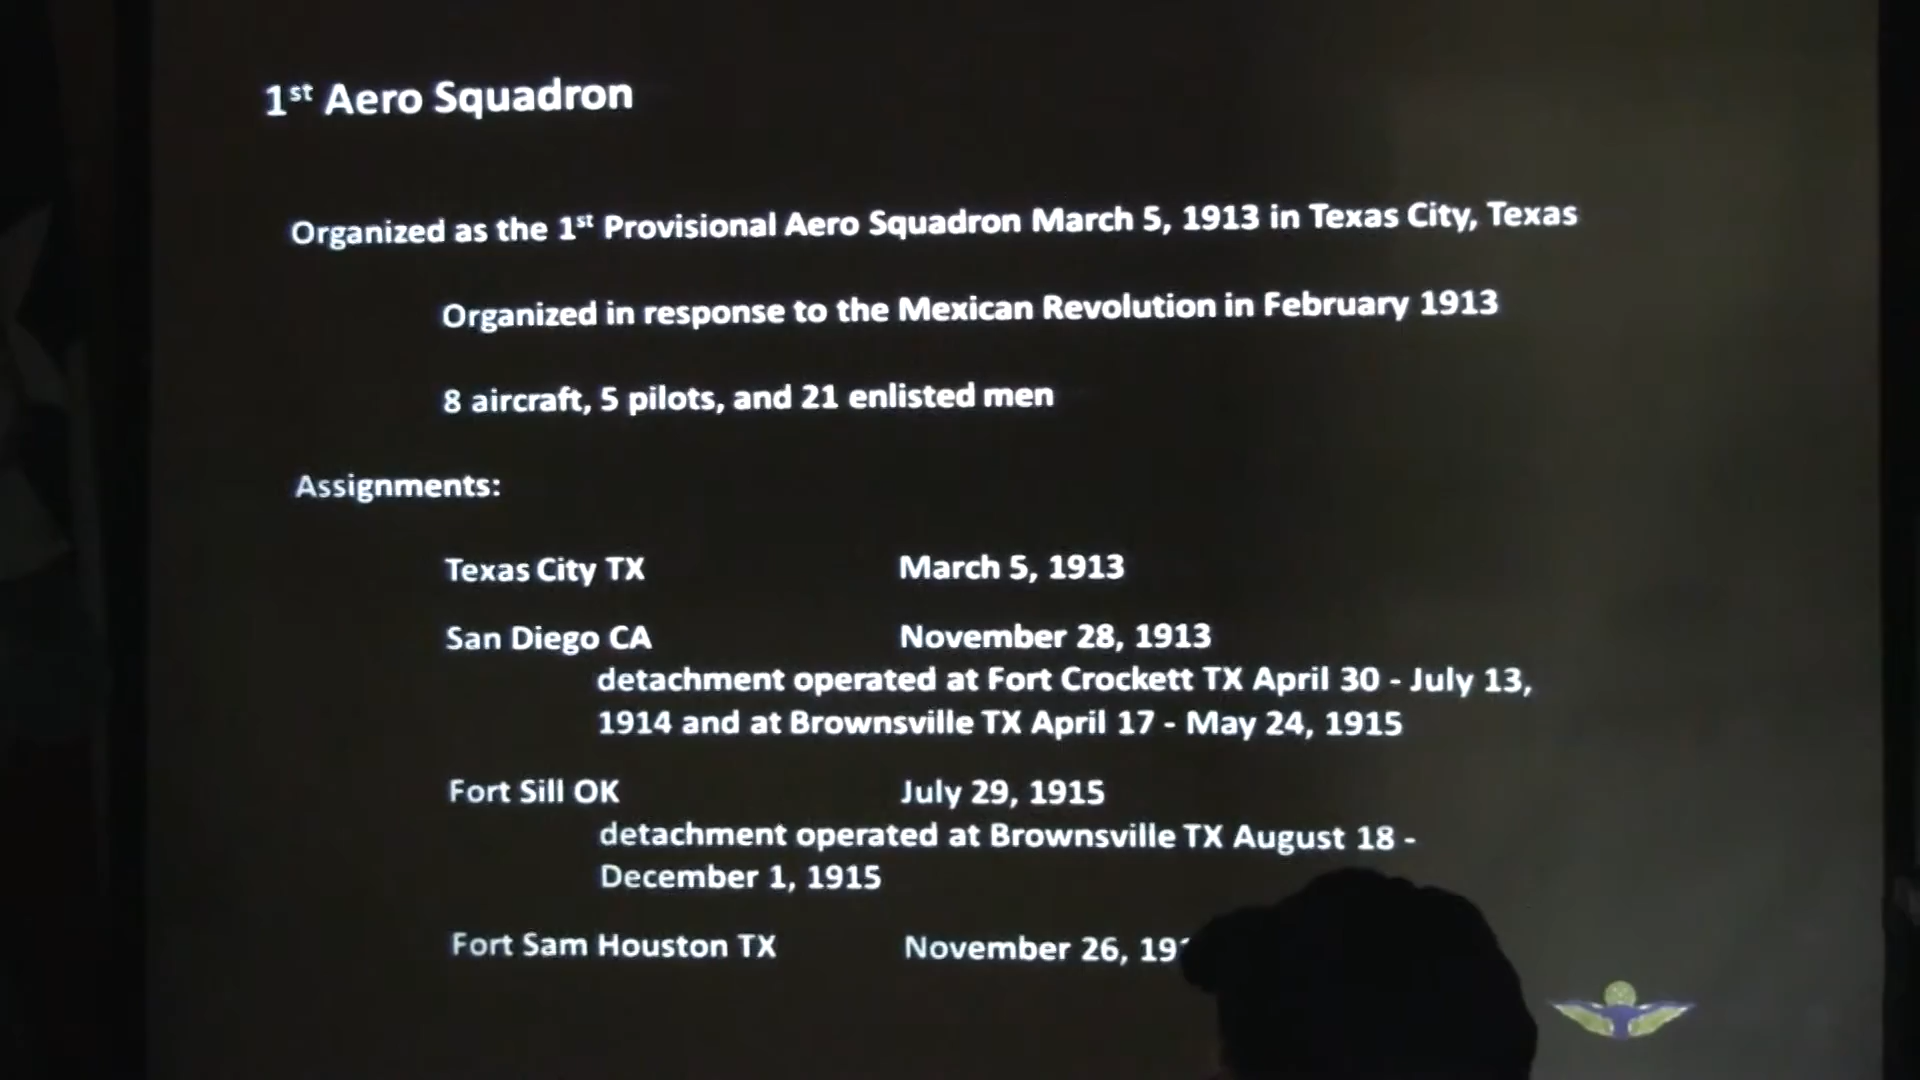 1st Aero Squadron
Organized as the 1st Provisional Aero Squadron March 5, 1913 in Texas City, Texas
Organized in response to the Mexican Revolution in February 1913
8 aircraft, 5 pilots, and 21 enlisted men
Assignments:
Texas City TX March 5, 1913
San Diego CA November 28, 1913
detachment operated at Fort Crockett TX April 30 - July 13,
1914 and at Brownsville TX April 17 - May 24, 1915
Fort Sill OK July 29, 1915
detachment operated at Brownsville TX August 18 -
December 1, 1915
Fort Sam Houston TX November 26,